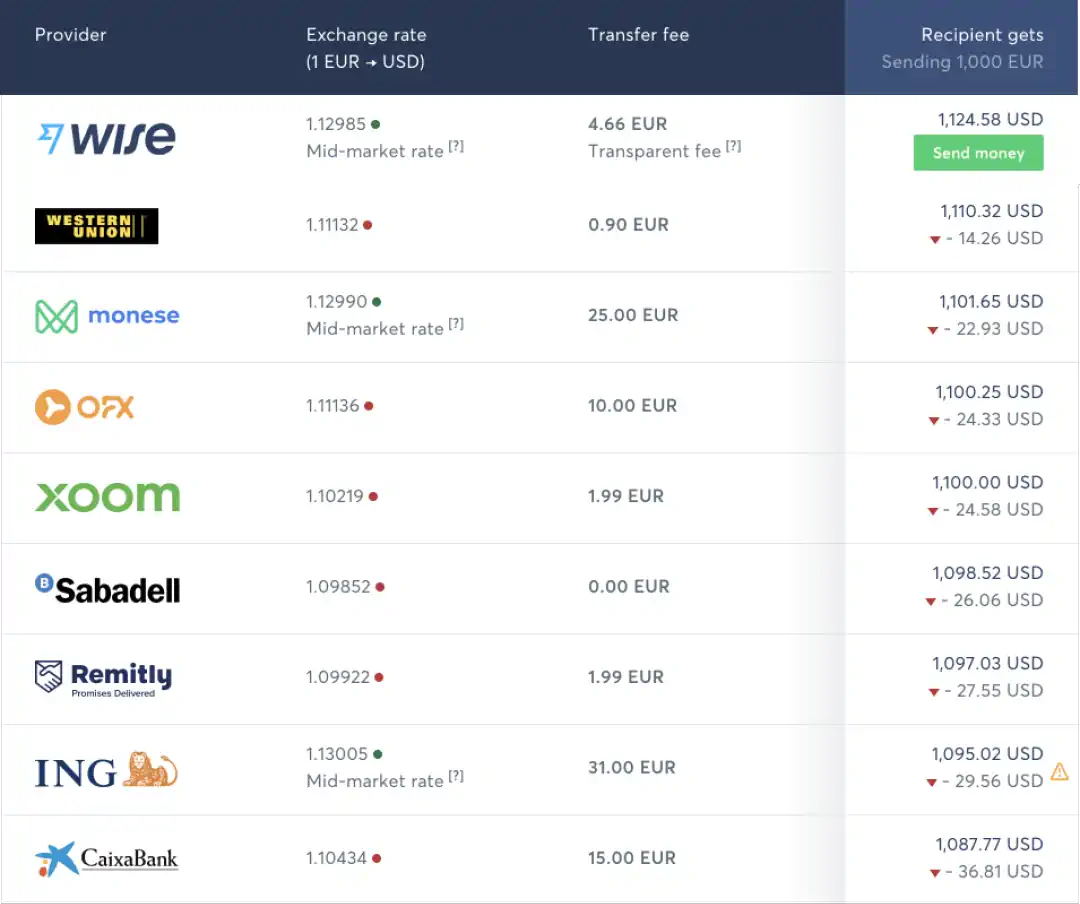 Provider
Exchange rate
(1 EUR → USD)
Transfer fee
Recipient gets
Sending 1,000 EUR
WISE
1.12985
Mid-market rate [?]
4.66 EUR
Transparent fee [?]
1,124.58 USD
Send money
WESTERN
UNION
1.11132
0.90 EUR
1,110.32 USD
- 14.26 USD
monese
1.12990
Mid-market rate [?]
25.00 EUR
1,101.65 USD
- 22.93 USD
OFX
1.11136
10.00 EUR
1,100.25 USD
- 24.33 USD
xoom
1.10219
1.99 EUR
1,100.00 USD
- 24.58 USD
B Sabadell
1.09852
0.00 EUR
1,098.52 USD
- 26.06 USD
Remitly
Promises Delivered
1.09922
1.99 EUR
1,097.03 USD
- 27.55 USD
ING
1.13005
Mid-market rate [?]
31.00 EUR
1,095.02 USD
- 29.56 USD
CaixaBank
1.10434
15.00 EUR
1,087.77 USD
- 36.81 USD